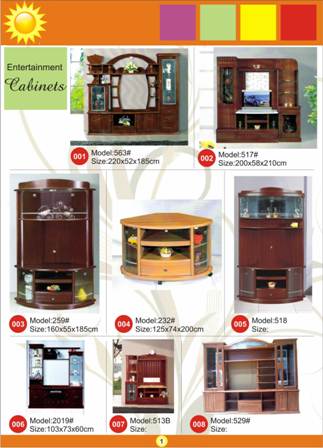 Entertainment
Cabinets
001
Model:563#
Size:220x52x185cm
002
Model:517#
Size:200x58x210cm
003
Model:259#
Size:160x55x185cm
004
Model:232#
Size:125x74x200cm
005
Model:518
Size:
006
Model:2019#
Size:103x73x60cm
007
Model:513B
Size:
008
Model:529#
Size:
1